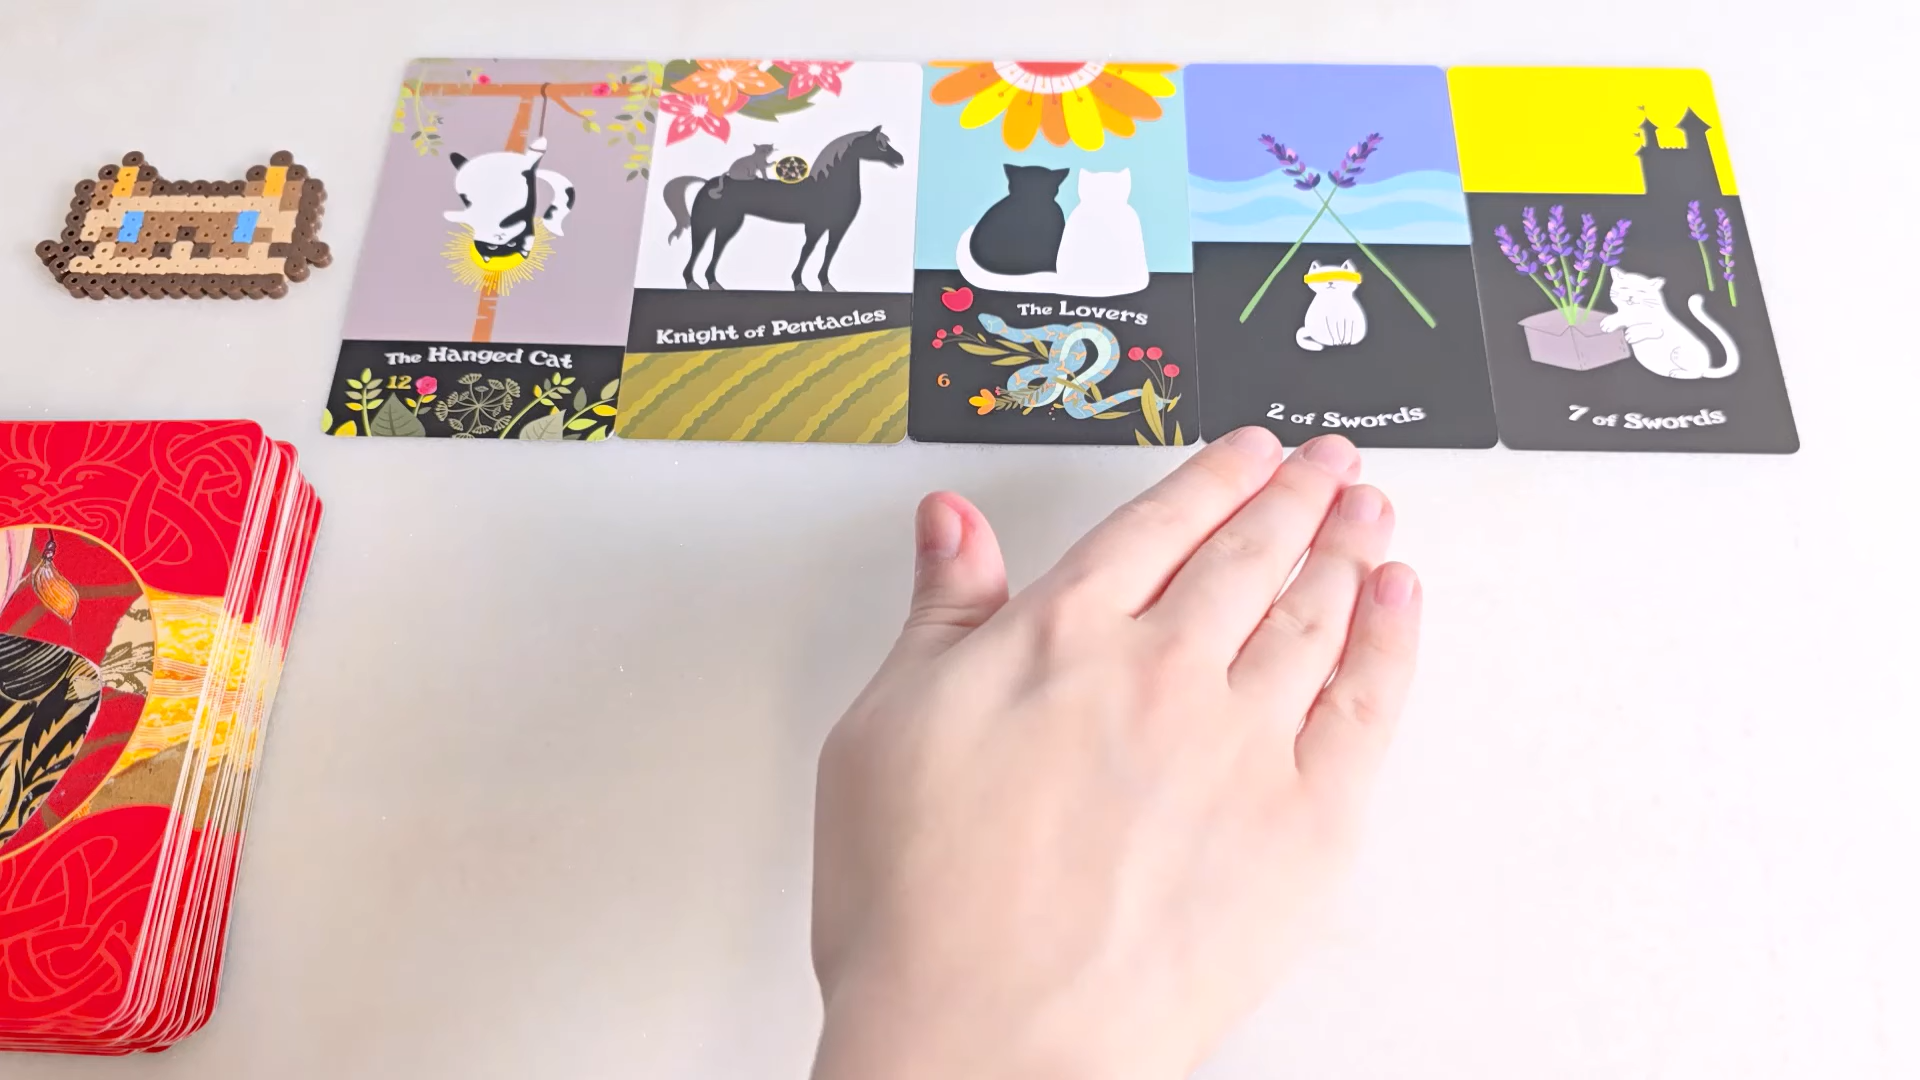 The Hanged Cat
12
Knight of Pentacles
The Lovers
6
2 of Swords
7 of Swords